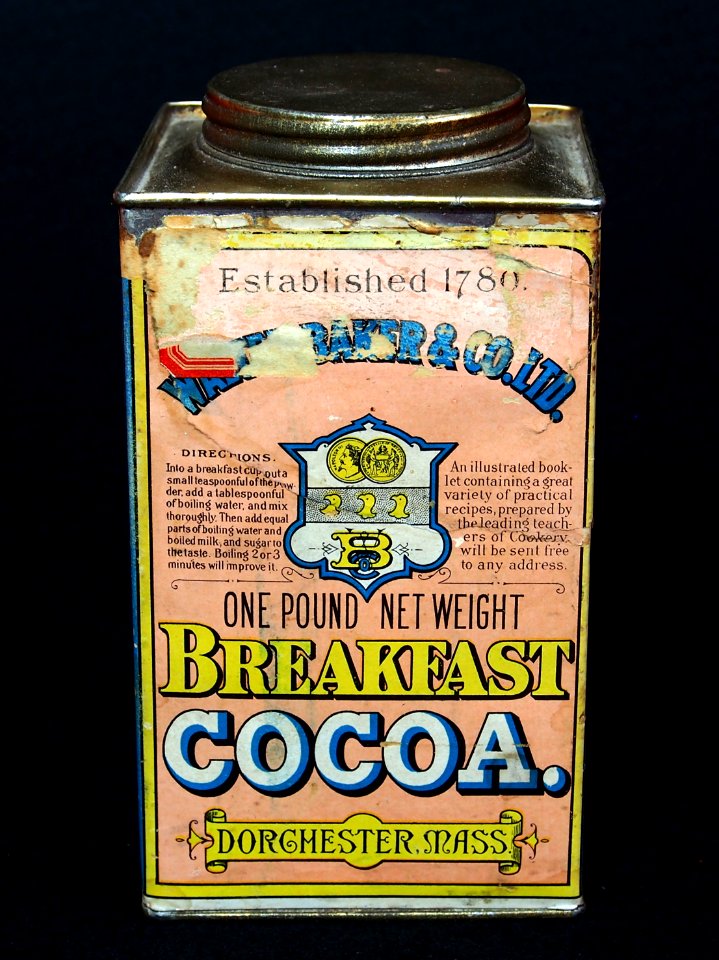 Established 1780.
BAKER & CO. LTD.
DIRECTIONS.
Into a breakfast cup put a
small teaspoonful of the pow-
der, add a tablespoonful
of boiling water, and mix
thoroughly. Then add equal
parts of boiling water and
boiled milk, and sugar to
the taste. Boiling 2 or 3
minutes will improve it.
An illustrated book-
let containing a great
variety of practical
recipes, prepared by
the leading teach-
ers of Cookery,
will be sent free
to any address.
ONE POUND NET WEIGHT
BREAKFAST
COCOA.
DORCHESTER, MASS.